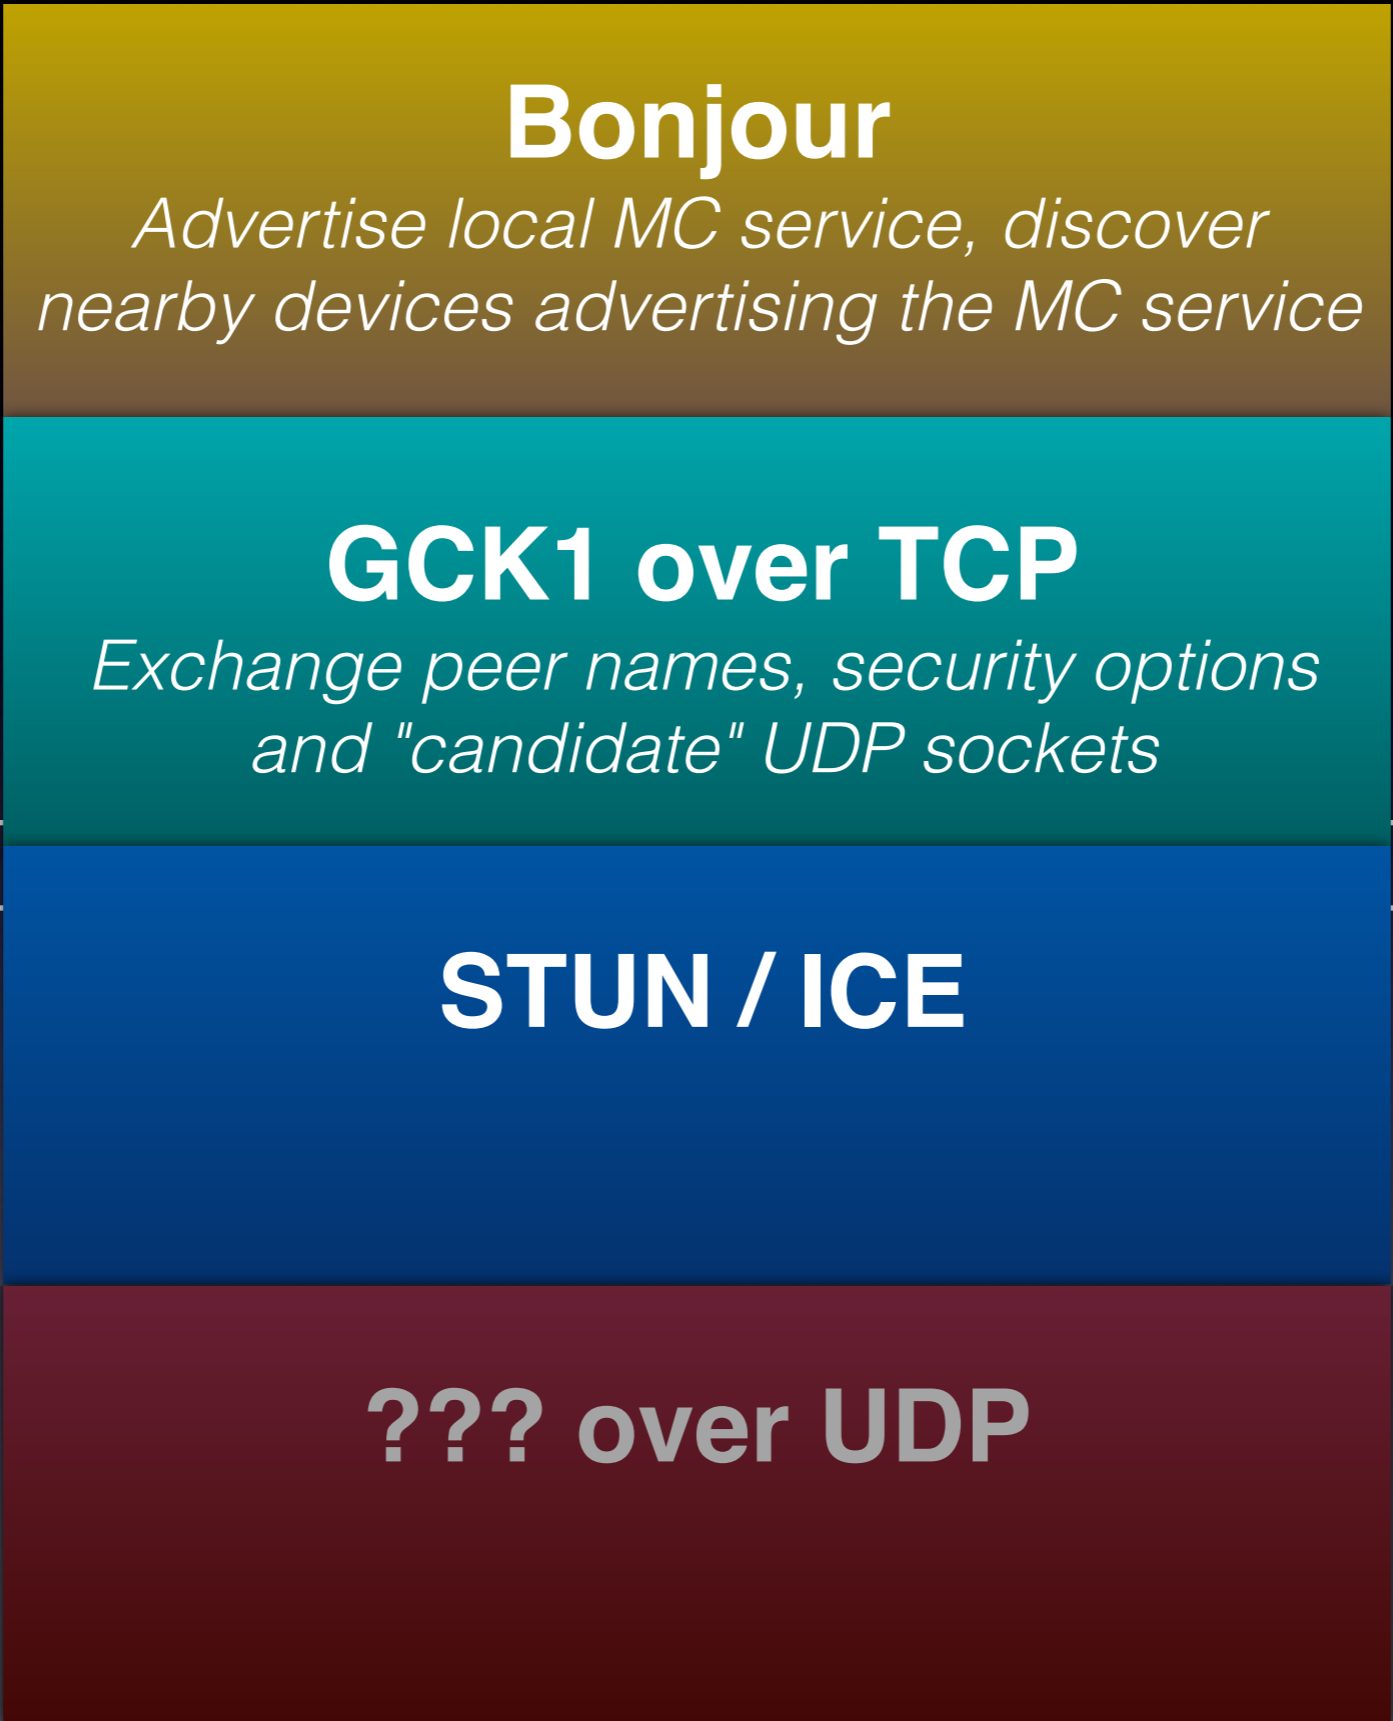 Bonjour
Advertise local MC service, discover
nearby devices advertising the MC service
GCK1 over TCP
Exchange peer names, security options
and "candidate" UDP sockets
STUN / ICE
??? over UDP